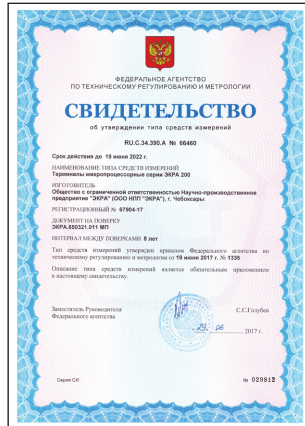 ФЕДЕРАЛЬНОЕ АГЕНТСТВО
ПО ТЕХНИЧЕСКОМУ РЕГУЛИРОВАНИЮ И МЕТРОЛОГИИ
СВИДЕТЕЛЬСТВО
об утверждении типа средств измерений
RU.C.34.390.A № 66460
Срок действия до 19 июня 2022 г.
НАИМЕНОВАНИЕ ТИПА СРЕДСТВ ИЗМЕРЕНИЙ
Терминалы микропроцессорные серии ЭКРА 200
ИЗГОТОВИТЕЛЬ
Общество с ограниченной ответственностью Научно-производственное
предприятие "ЭКРА" (ООО НПП "ЭКРА"), г. Чебоксары
РЕГИСТРАЦИОННЫЙ № 67904-17
ДОКУМЕНТ НА ПОВЕРКУ
ЭКРА.650321.011 МП
ИНТЕРВАЛ МЕЖДУ ПОВЕРКАМИ 8 лет
Тип средств измерений утвержден приказом Федерального агентства по
техническому регулированию и метрологии от 19 июня 2017 г. № 1335
Описание типа средств измерений является обязательным приложением
к настоящему свидетельству.
Заместитель Руководителя
Федерального агентства
С.С.Голубев
29. 06 2017 г.
Серия СИ
№ 029812